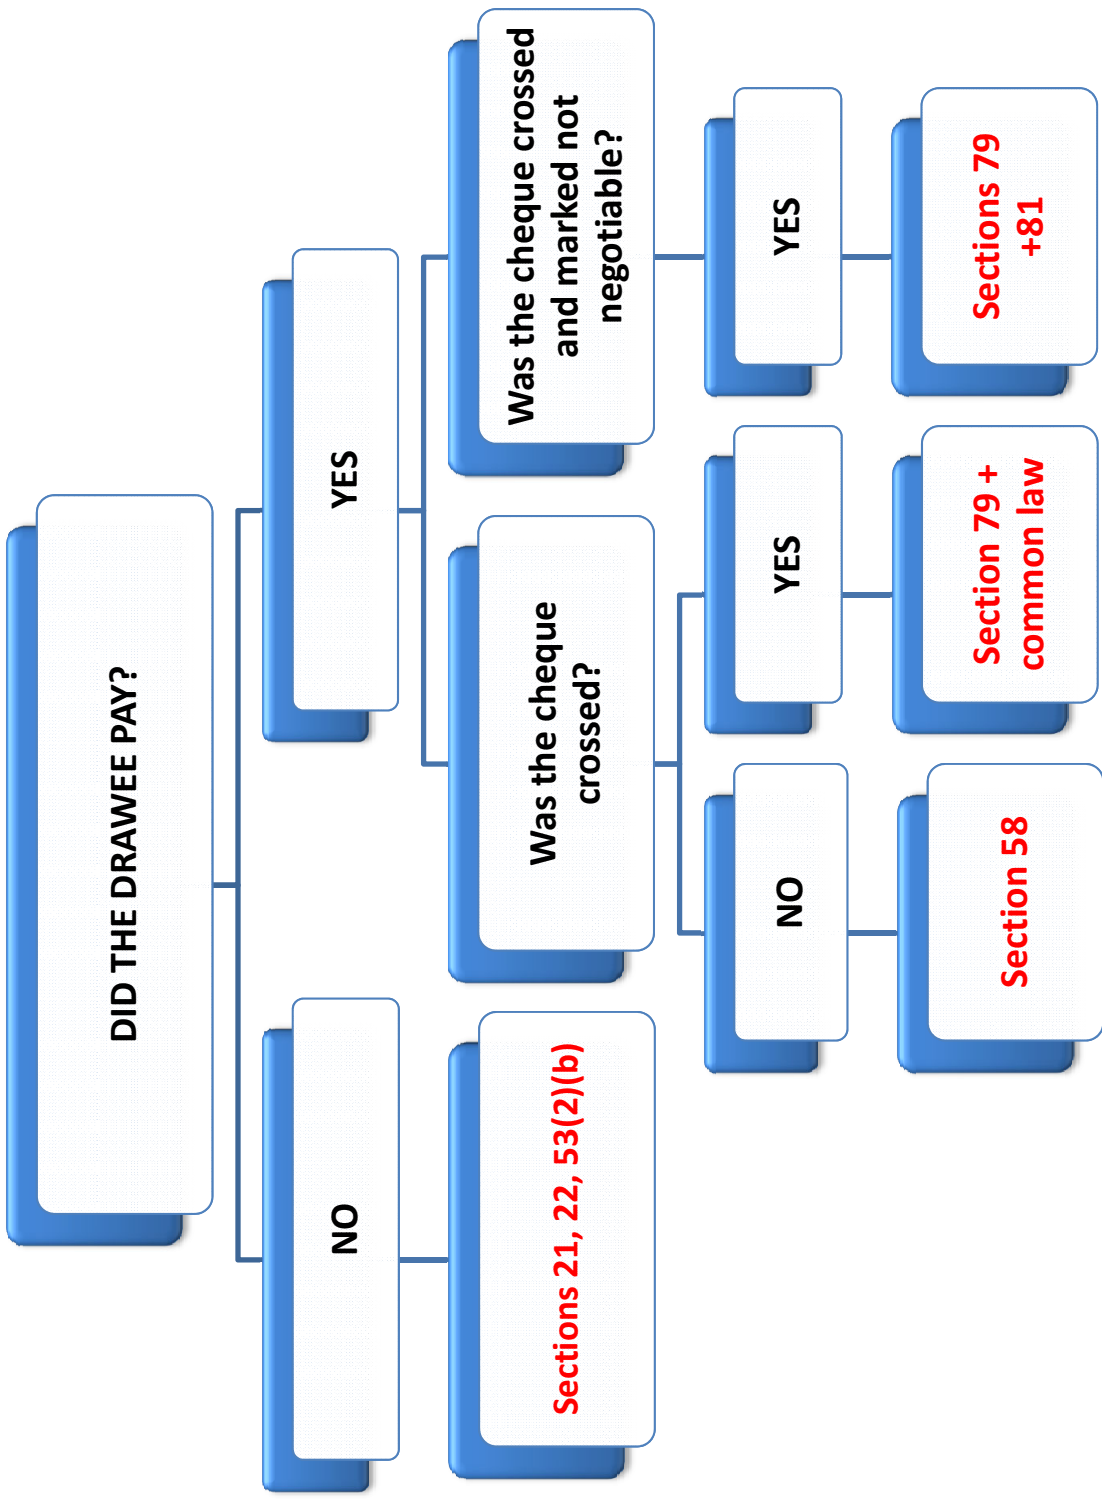 DID THE DRAWEE PAY?
NO
YES
Sections 21, 22, 53(2)(b)
Was the cheque
crossed?
Was the cheque crossed
and marked not
negotiable?
NO
YES
YES
Section 58
Section 79 +
common law
Sections 79
+81